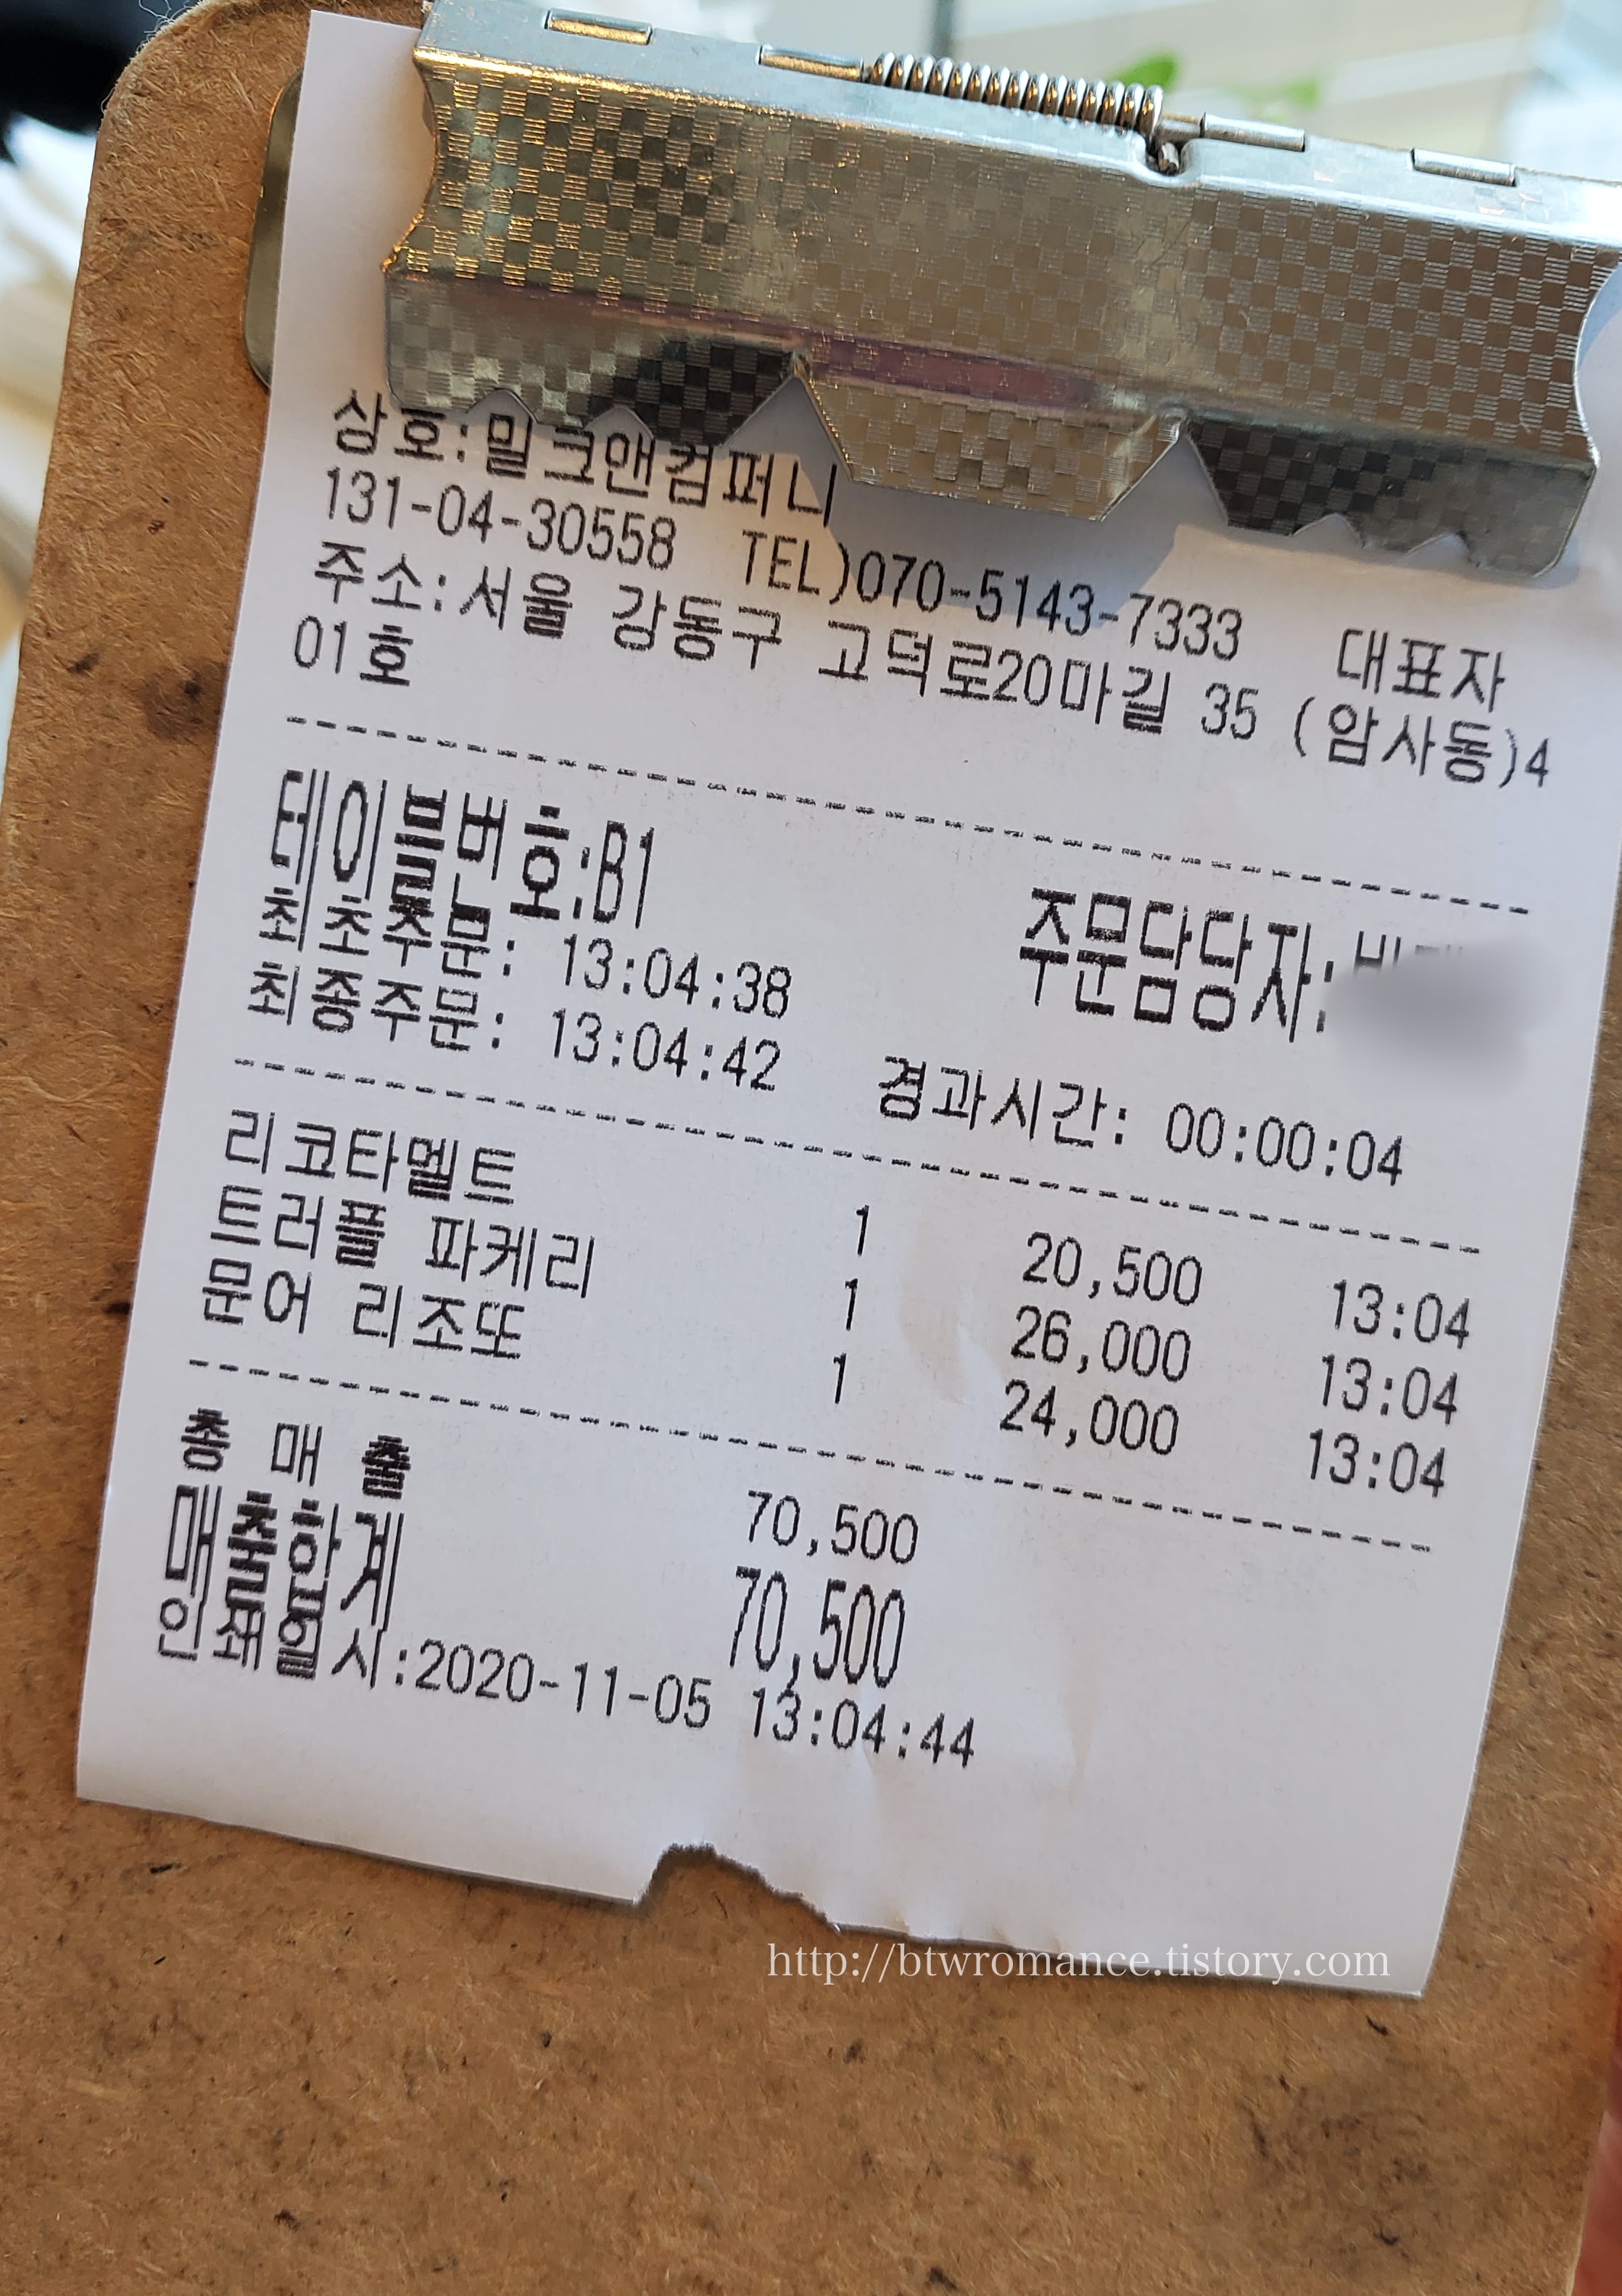 상호:밀크앤컴퍼니
131-04-30558 TEL)070-5143-7333 대표자
주소:서울 강동구 고덕로20마길 35 (암사동)4
01호
테이블번호:B1 주문담당자:
최초주문: 13:04:38
최종주문: 13:04:42 경과시간: 00:00:04
리코타멜트 1 20,500 13:04
트러플 파케리 1 26,000 13:04
문어 리조또 1 24,000 13:04
총 매 출 70,500
매출합계 70,500
인쇄일시:2020-11-05 13:04:44
http://btwromance.tistory.com